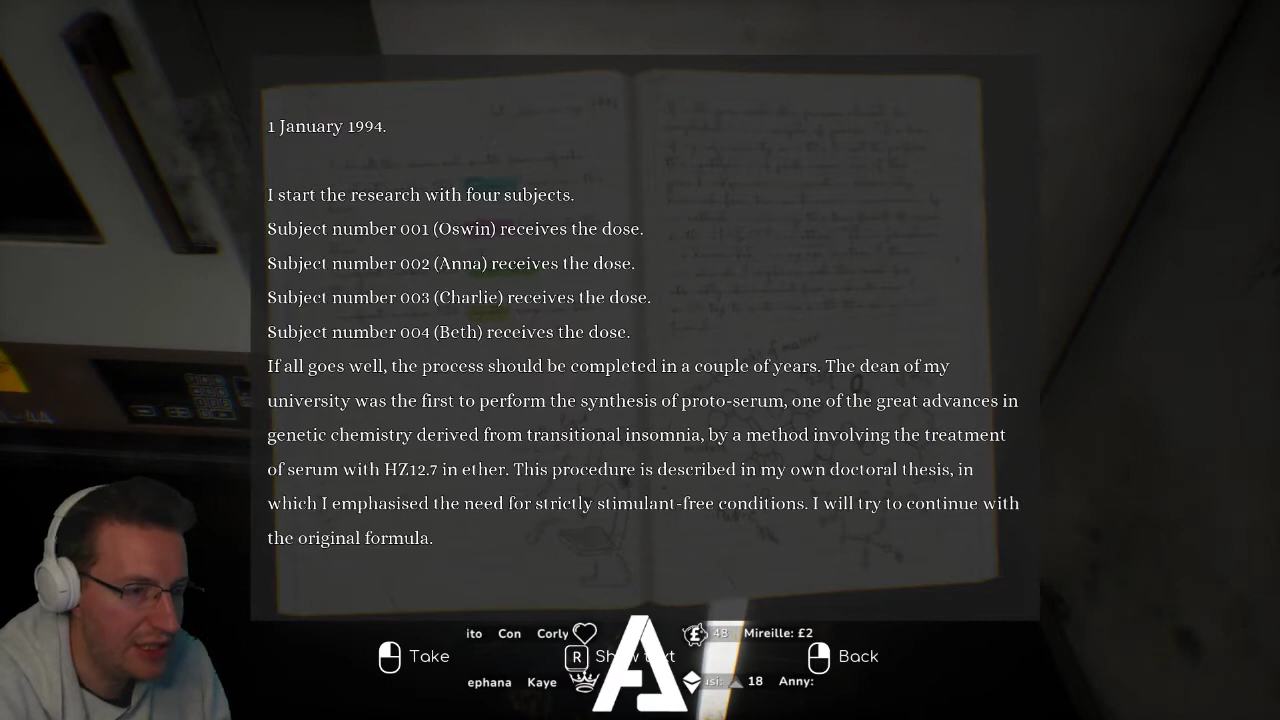 1 January 1994.
I start the research with four subjects.
Subject number 001 (Oswin) receives the dose.
Subject number 002 (Anna) receives the dose.
Subject number 003 (Charlie) receives the dose.
Subject number 004 (Beth) receives the dose.
If all goes well, the process should be completed in a couple of years. The dean of my
university was the first to perform the synthesis of proto-serum, one of the great advances in
genetic chemistry derived from transitional insomnia, by a method involving the treatment
of serum with HZ12.7 in ether. This procedure is described in my own doctoral thesis, in
which I emphasised the need for strictly stimulant-free conditions. I will try to continue with
the original formula.
ito Con Corly £ 48 Mireille: £2
Take R text Back
ephana Kaye 18 Anny: